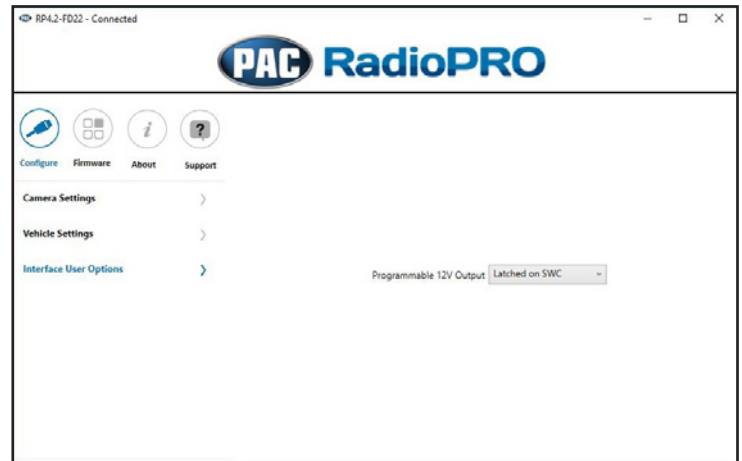 RP4.2-FD22 - Connected
PAC RadioPRO
Configure Firmware About Support
Camera Settings
Vehicle Settings
Interface User Options
Programmable 12V Output Latched on SWC